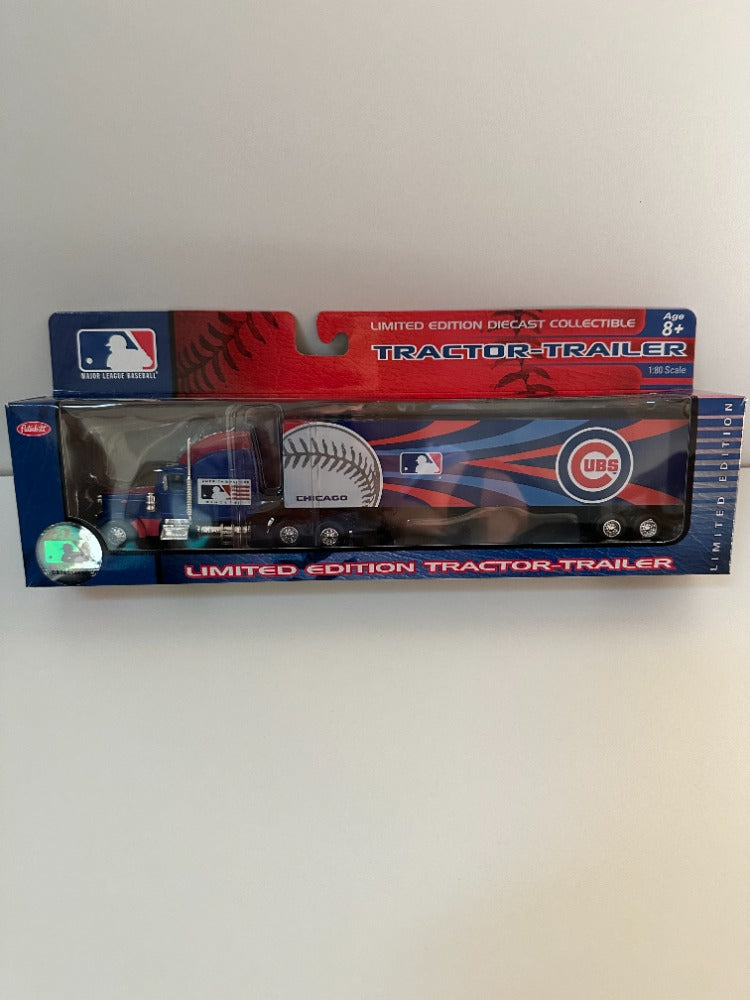 LIMITED EDITION DIECAST COLLECTIBLE
Age
8+
TRACTOR-TRAILER
1:80 Scale
MAJOR LEAGUE BASEBALL
Peterbilt
CHICAGO
CUBS
LIMITED EDITION
LIMITED EDITION TRACTOR-TRAILER